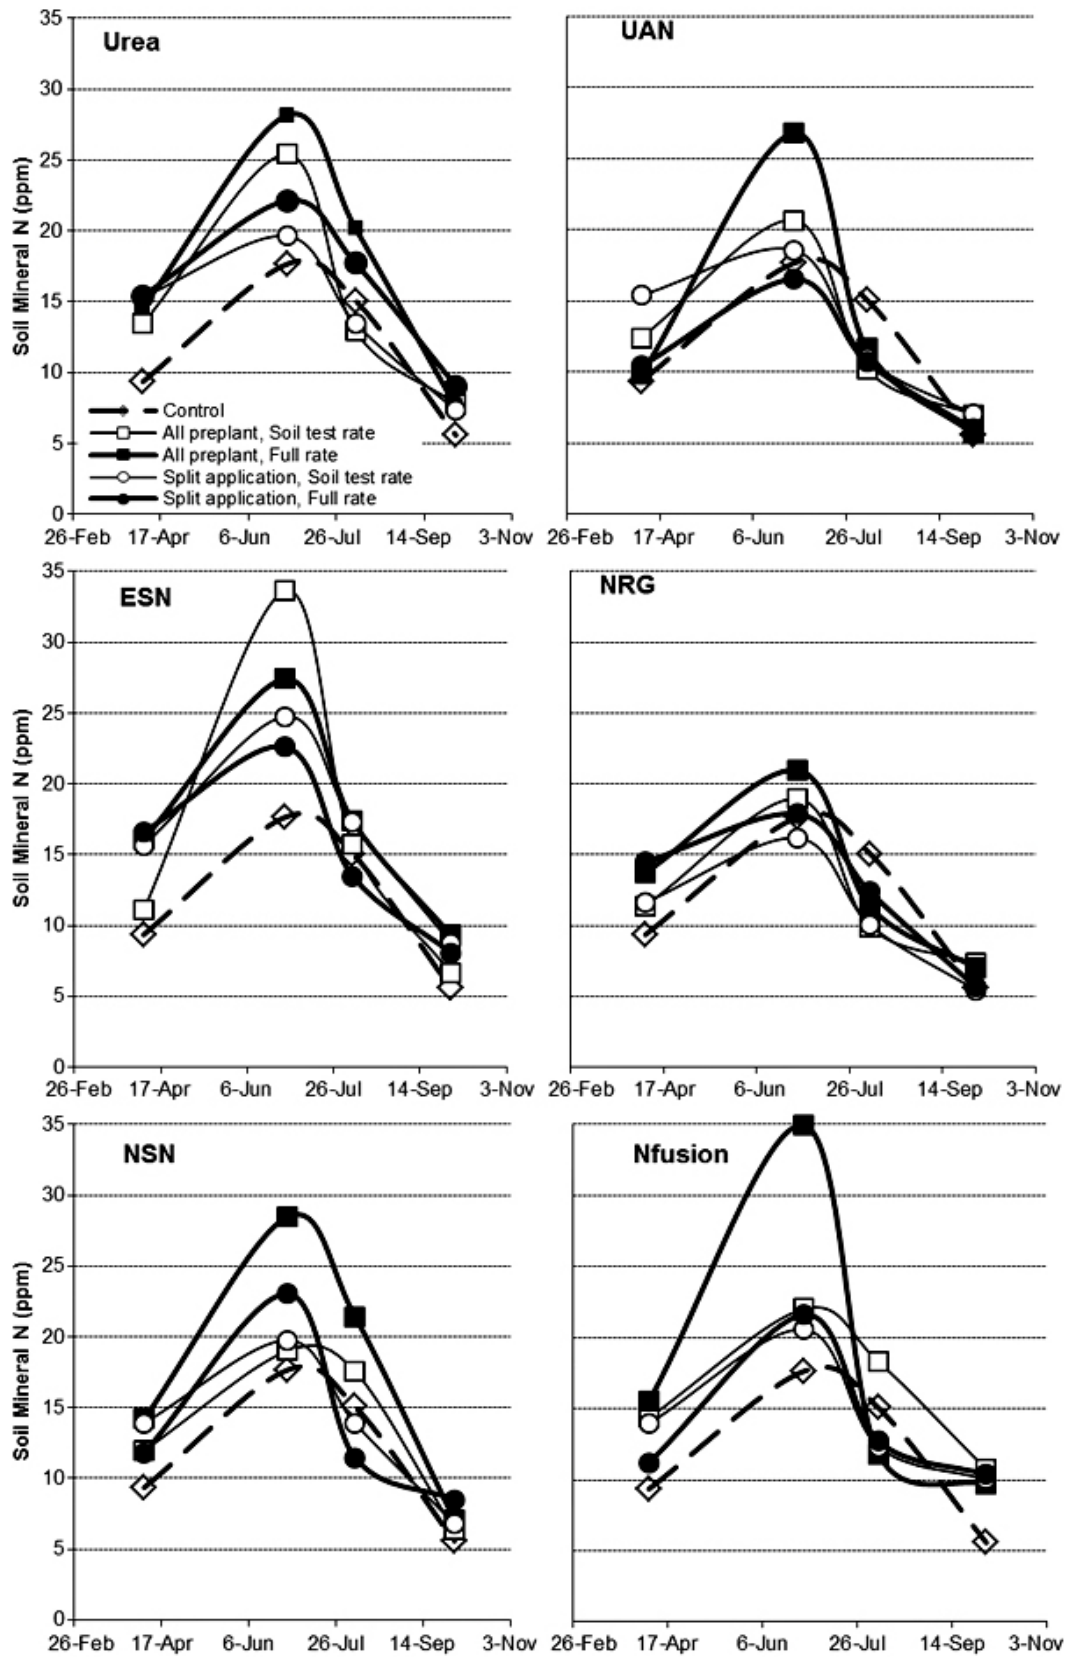 Urea
35
30
25
20
15
10
5
0
Soil Mineral N (ppm)
Control
All preplant, Soil test rate
All preplant, Full rate
Split application, Soil test rate
Split application, Full rate
26-Feb 17-Apr 6-Jun 26-Jul 14-Sep 3-Nov
UAN
26-Feb 17-Apr 6-Jun 26-Jul 14-Sep 3-Nov
ESN
35
30
25
20
15
10
5
0
Soil Mineral N (ppm)
26-Feb 17-Apr 6-Jun 26-Jul 14-Sep 3-Nov
NRG
26-Feb 17-Apr 6-Jun 26-Jul 14-Sep 3-Nov
NSN
35
30
25
20
15
10
5
0
Soil Mineral N (ppm)
26-Feb 17-Apr 6-Jun 26-Jul 14-Sep 3-Nov
Nfusion
26-Feb 17-Apr 6-Jun 26-Jul 14-Sep 3-Nov